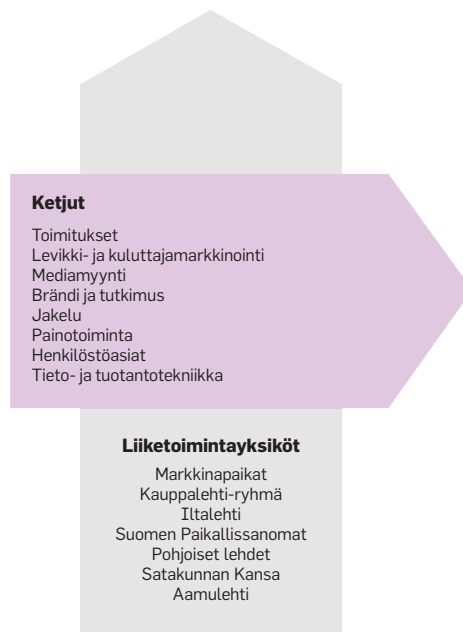 Ketjut
Toimitukset
Levikki- ja kuluttajamarkkinointi
Mediamyynti
Brändi ja tutkimus
Jakelu
Painotoiminta
Henkilöstöasiat
Tieto- ja tuotantotekniikka
Liiketoimintayksiköt
Markkinapaikat
Kauppalehti-ryhmä
Iltalehti
Suomen Paikallissanomat
Pohjoiset lehdet
Satakunnan Kansa
Aamulehti